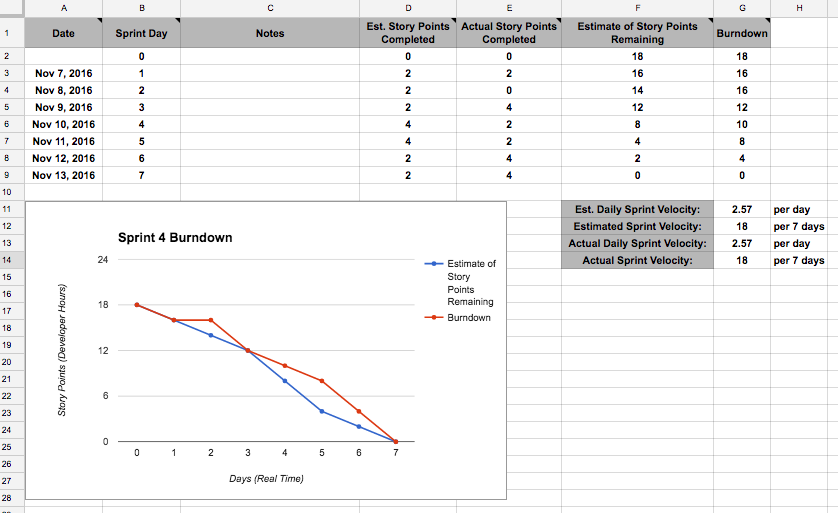 A B C D E F G H
1 Date Sprint Day Notes Est. Story Points Completed Actual Story Points Completed Estimate of Story Points Remaining Burndown
2 0 0 0 18 18
3 Nov 7, 2016 1 2 2 16 16
4 Nov 8, 2016 2 2 0 14 16
5 Nov 9, 2016 3 2 4 12 12
6 Nov 10, 2016 4 4 2 8 10
7 Nov 11, 2016 5 4 2 4 8
8 Nov 12, 2016 6 2 4 2 4
9 Nov 13, 2016 7 2 4 0 0
10
11 Est. Daily Sprint Velocity: 2.57 per day
12 Estimated Sprint Velocity: 18 per 7 days
13 Actual Daily Sprint Velocity: 2.57 per day
14 Actual Sprint Velocity: 18 per 7 days
15
16
17
18
19
20
21
22
23
24
25
26
27
28
Sprint 4 Burndown
Story Points (Developer Hours)
24
18
12
6
0
0 1 2 3 4 5 6 7
Days (Real Time)
Estimate of
Story
Points
Remaining
Burndown